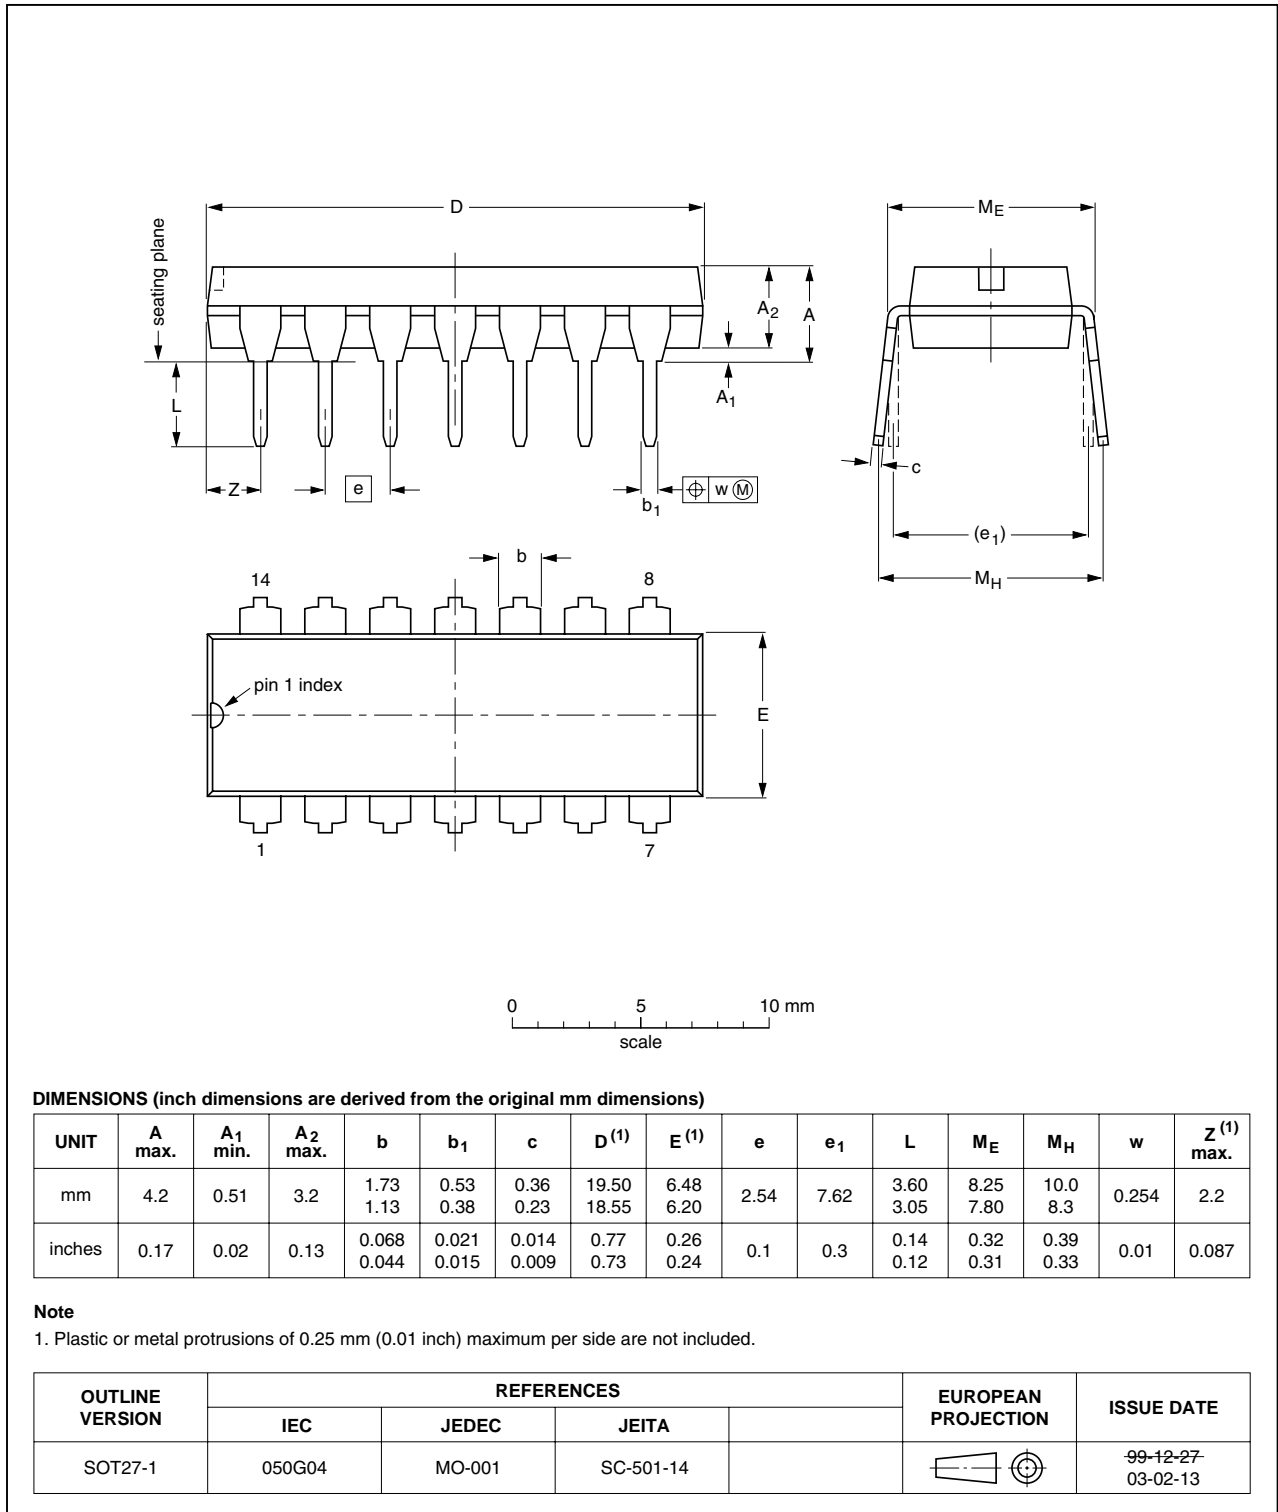 D
ME
seating plane
A2
A
A1
L
Z
e
b1
w M
c
(e1)
MH
b
14
8
pin 1 index
E
1
7
0 5 10 mm
scale
DIMENSIONS (inch dimensions are derived from the original mm dimensions)
UNIT A max. A1 min. A2 max. b b1 c D(1) E(1) e e1 L ME MH w Z(1) max.
mm 4.2 0.51 3.2 1.73 1.13 0.53 0.38 0.36 0.23 19.50 18.55 6.48 6.20 2.54 7.62 3.60 3.05 8.25 7.80 10.0 8.3 0.254 2.2
inches 0.17 0.02 0.13 0.068 0.044 0.021 0.015 0.014 0.009 0.77 0.73 0.26 0.24 0.1 0.3 0.14 0.12 0.32 0.31 0.39 0.33 0.01 0.087
Note
1. Plastic or metal protrusions of 0.25 mm (0.01 inch) maximum per side are not included.
OUTLINE VERSION REFERENCES EUROPEAN PROJECTION ISSUE DATE
IEC JEDEC JEITA
SOT27-1 050G04 MO-001 SC-501-14 99-12-27
03-02-13